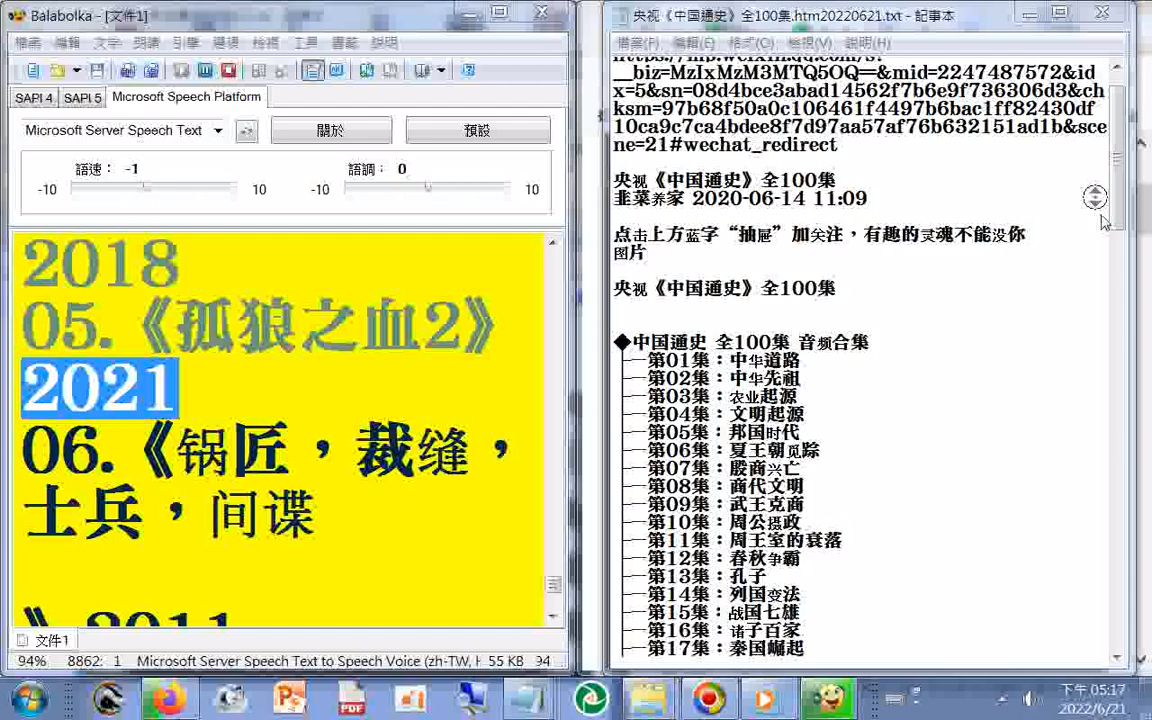 Balabolka - [文件1]
檔案 編輯 文字 朗讀 引擎 建模 檢視 工具 書籤 說明
SAPI 4 SAPI 5 Microsoft Speech Platform
Microsoft Server Speech Text
關於
預設
語速： -1
語調： 0
-10
10
-10
10
2018
05.《孤狼之血2》
2021
06.《锅匠，裁缝，
士兵，间谍
》2011
文件1
94% 8862: 1 Microsoft Server Speech Text to Speech Voice (zh-TW, H 55 KB 94
央视《中国通史》全100集.htm20220621.txt - 記事本
檔案(F) 編輯(E) 格式(O) 檢視(V) 說明(H)
__biz=MzIxMzM3MTQ5OQ==&mid=2247487572&id
x=5&sn=08d4bce3abad14562f7b6e9f736306d3&ch
ksm=97b68f50a0c106461f4497b6bac1ff82430df
10ca9c7ca4bdee8f7d97aa57af76b632151ad1b&sce
ne=21#wechat_redirect
央视《中国通史》全100集
韭菜养家 2020-06-14 11:09
点击上方蓝字“抽屉”加关注，有趣的灵魂不能没你
图片
央视《中国通史》全100集
◆中国通史 全100集 音频合集
├─第01集：中华道路
├─第02集：中华先祖
├─第03集：农业起源
├─第04集：文明起源
├─第05集：邦国时代
├─第06集：夏王朝觅踪
├─第07集：殷商兴亡
├─第08集：商代文明
├─第09集：武王克商
├─第10集：周公摄政
├─第11集：周王室的衰落
├─第12集：春秋争霸
├─第13集：孔子
├─第14集：列国变法
├─第15集：战国七雄
├─第16集：诸子百家
├─第17集：秦国崛起
PDF
下午 05:17
2022/6/21